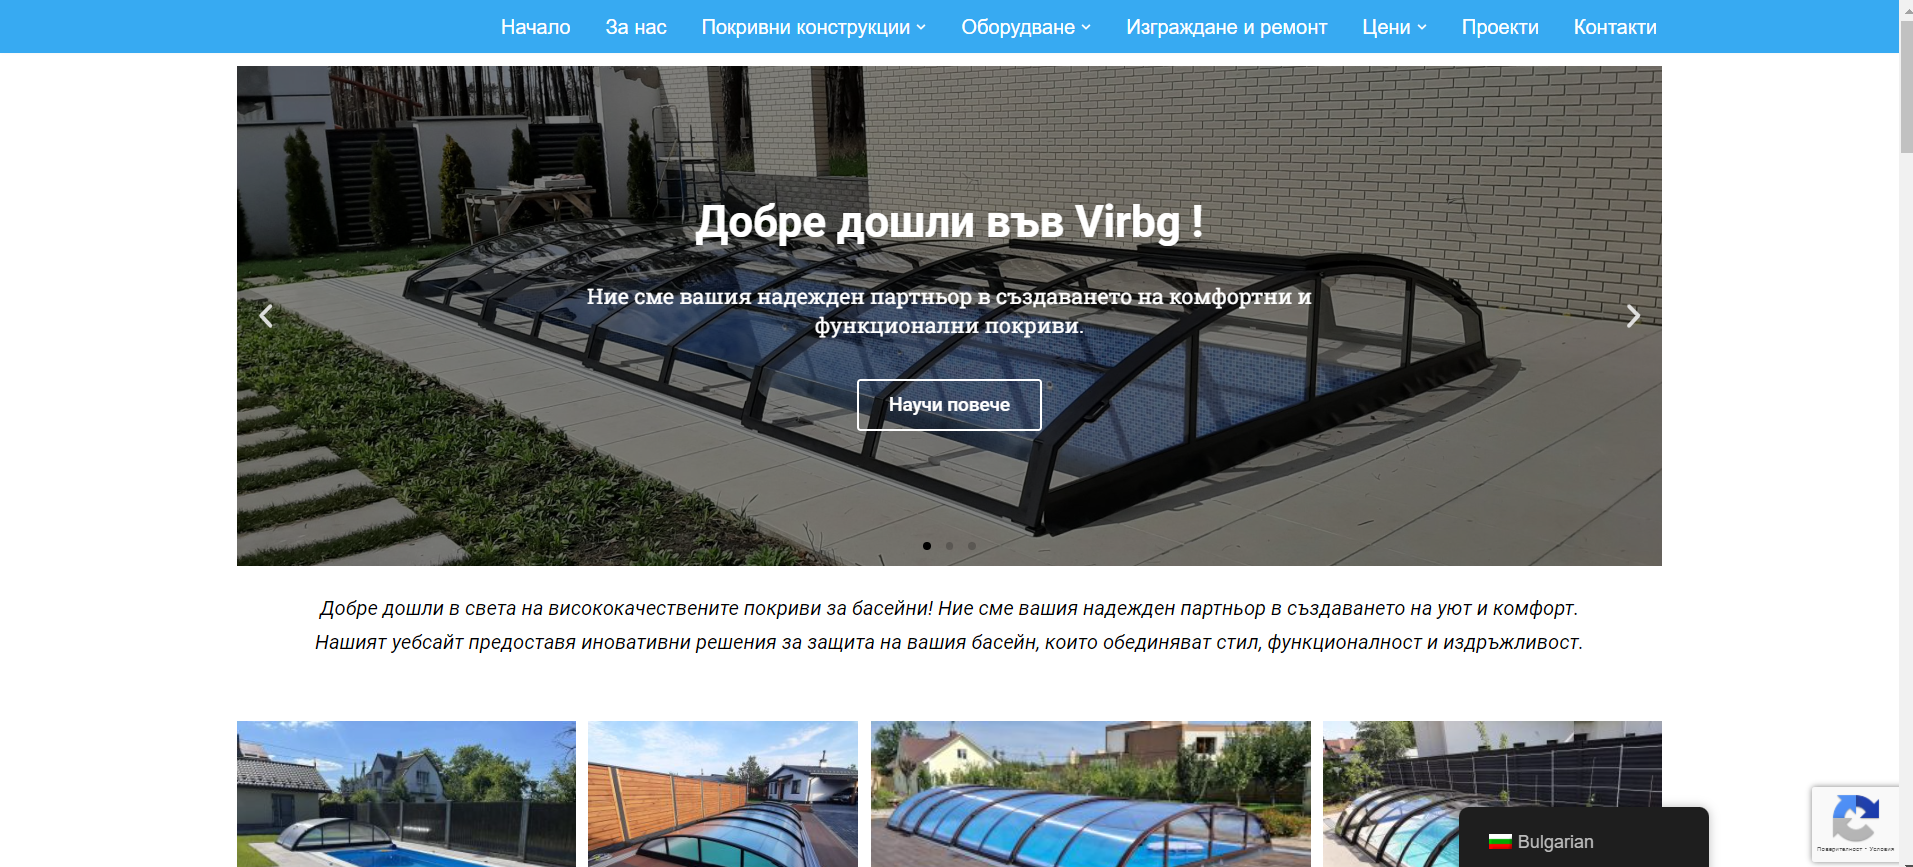 Начало За нас Покривни конструкции Оборудване Изграждане и ремонт Цени Проекти Контакти
Добре дошли във Virbg !
Ние сме вашия надежден партньор в създаването на комфортни и
функционални покриви.
Научи повече
Добре дошли в света на висококачествените покриви за басейни! Ние сме вашия надежден партньор в създаването на уют и комфорт.
Нашият уебсайт предоставя иновативни решения за защита на вашия басейн, които обединяват стил, функционалност и издръжливост.
Bulgarian
Поверителност - Условия